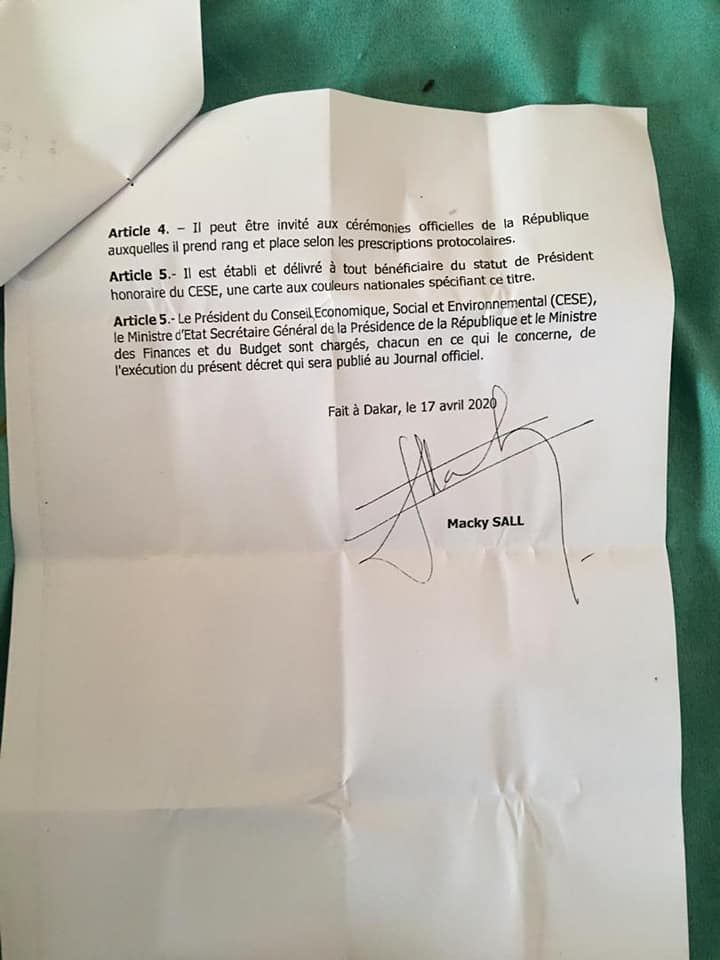 Article 4. – Il peut être invité aux cérémonies officielles de la République
auxquelles il prend rang et place selon les prescriptions protocolaires.
Article 5.- Il est établi et délivré à tout bénéficiaire du statut de Président
honoraire du CESE, une carte aux couleurs nationales spécifiant ce titre.
Article 5.- Le Président du Conseil Economique, Social et Environnemental (CESE),
le Ministre d'Etat Secrétaire Général de la Présidence de la République et le Ministre
des Finances et du Budget sont chargés, chacun en ce qui le concerne, de
l'exécution du présent décret qui sera publié au Journal officiel.
Fait à Dakar, le 17 avril 2020
Macky SALL